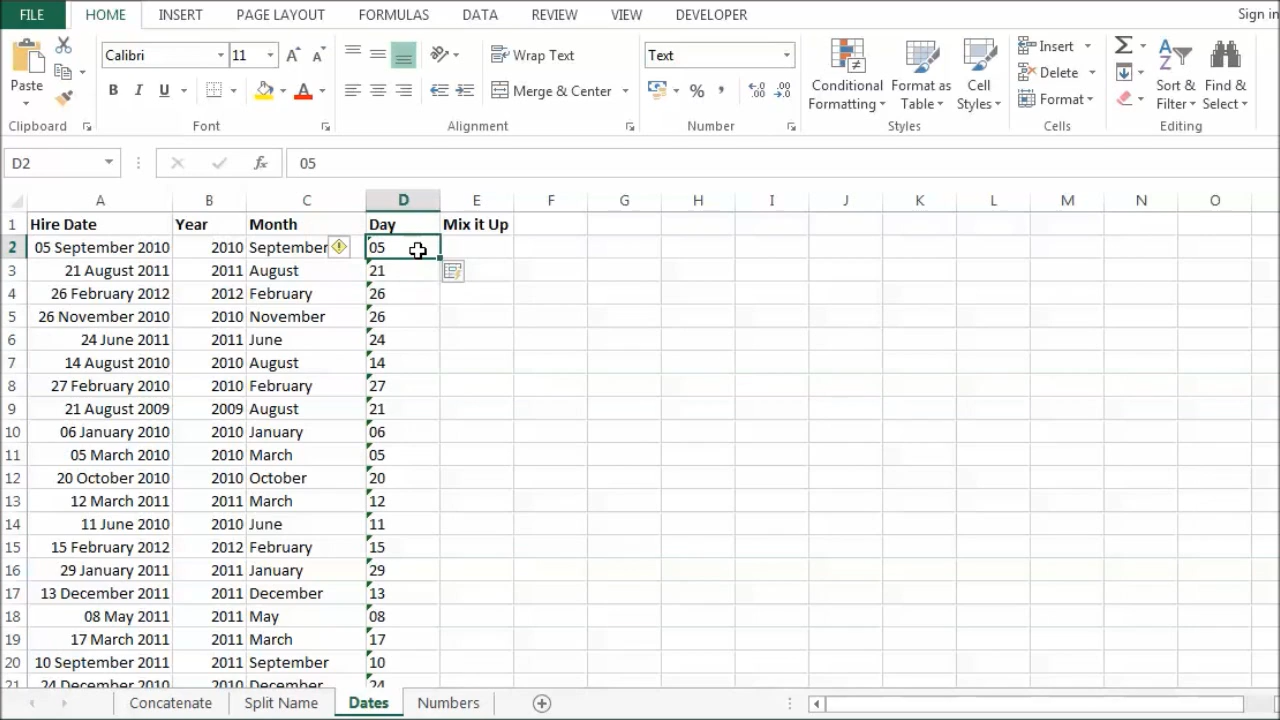 FILE HOME INSERT PAGE LAYOUT FORMULAS DATA REVIEW VIEW DEVELOPER Sign in
Calibri 11 A A Wrap Text Text Insert Σ
Paste B I U A Merge & Center % , .00 Conditional Formatting Format as Table Cell Styles Delete Format Sort & Filter Find & Select
Clipboard Font Alignment Number Styles Cells Editing
D2 fx 05
A B C D E F G H I J K L M N O
1 Hire Date Year Month Day Mix it Up
2 05 September 2010 2010 September 05
3 21 August 2011 2011 August 21
4 26 February 2012 2012 February 26
5 26 November 2010 2010 November 26
6 24 June 2011 2011 June 24
7 14 August 2010 2010 August 14
8 27 February 2010 2010 February 27
9 21 August 2009 2009 August 21
10 06 January 2010 2010 January 06
11 05 March 2010 2010 March 05
12 20 October 2010 2010 October 20
13 12 March 2011 2011 March 12
14 11 June 2010 2010 June 11
15 15 February 2012 2012 February 15
16 29 January 2011 2011 January 29
17 13 December 2011 2011 December 13
18 08 May 2011 2011 May 08
19 17 March 2011 2011 March 17
20 10 September 2011 2011 September 10
21 24 December 2010 2010 December 24
Concatenate Split Name Dates Numbers